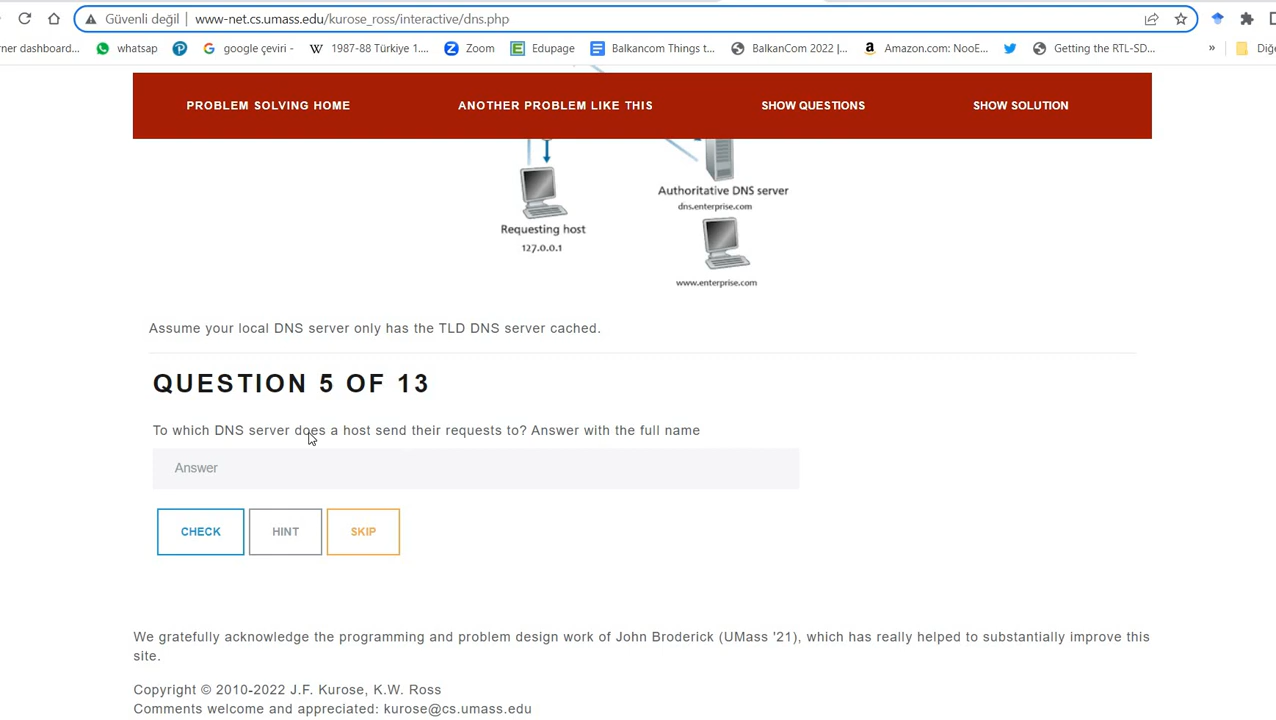 Güvenli değil
www-net.cs.umass.edu/kurose_ross/interactive/dns.php
rner dashboard...
whatsap
google çeviri -
1987-88 Türkiye 1....
Zoom
Edupage
Balkancom Things t...
BalkanCom 2022 |...
Amazon.com: NooE...
Getting the RTL-SD...
»
Diğe
PROBLEM SOLVING HOME
ANOTHER PROBLEM LIKE THIS
SHOW QUESTIONS
SHOW SOLUTION
Authoritative DNS server
dns.enterprise.com
Requesting host
127.0.0.1
www.enterprise.com
Assume your local DNS server only has the TLD DNS server cached.
QUESTION 5 OF 13
To which DNS server does a host send their requests to? Answer with the full name
Answer
CHECK
HINT
SKIP
We gratefully acknowledge the programming and problem design work of John Broderick (UMass '21), which has really helped to substantially improve this
site.
Copyright © 2010-2022 J.F. Kurose, K.W. Ross
Comments welcome and appreciated: kurose@cs.umass.edu